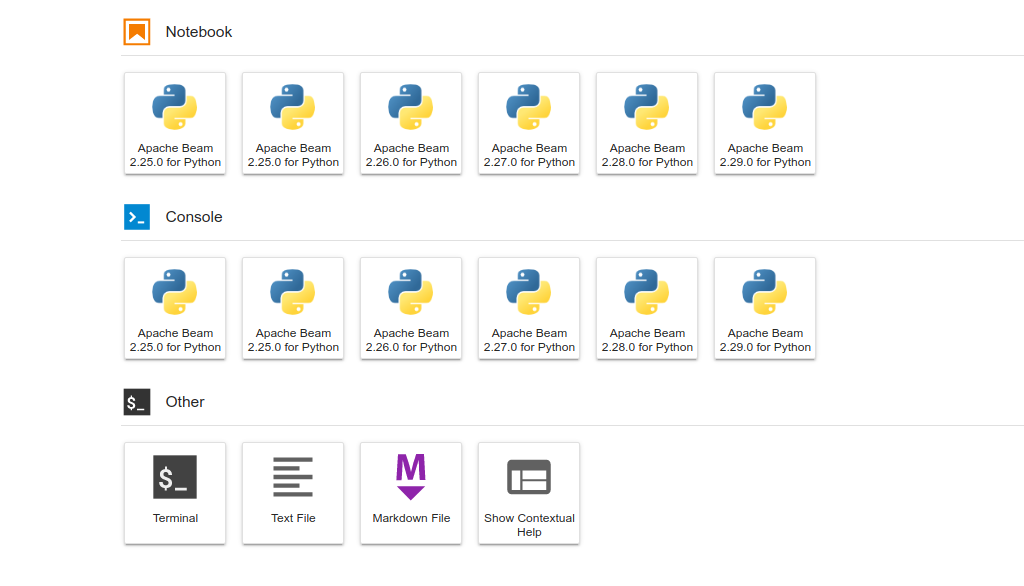 Notebook
Apache Beam
2.25.0 for Python
Apache Beam
2.25.0 for Python
Apache Beam
2.26.0 for Python
Apache Beam
2.27.0 for Python
Apache Beam
2.28.0 for Python
Apache Beam
2.29.0 for Python
>_
Console
Apache Beam
2.25.0 for Python
Apache Beam
2.25.0 for Python
Apache Beam
2.26.0 for Python
Apache Beam
2.27.0 for Python
Apache Beam
2.28.0 for Python
Apache Beam
2.29.0 for Python
$_
Other
$_
Terminal
Text File
M
Markdown File
Show Contextual
Help